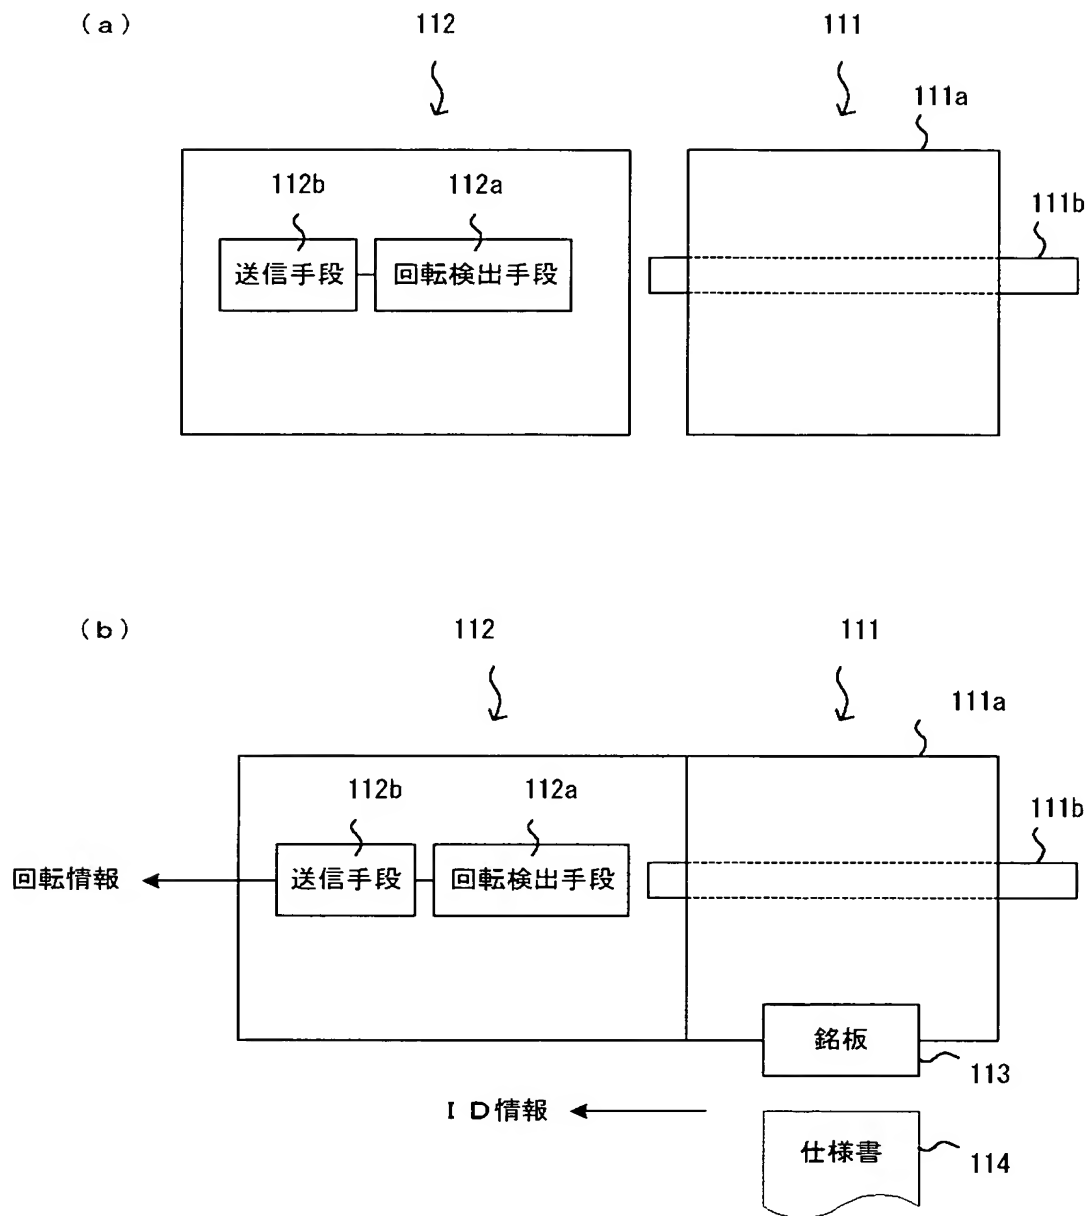 （ａ）
112
111
111a
112b
112a
111b
送信手段
回転検出手段
（ｂ）
112
111
111a
112b
112a
111b
回転情報
送信手段
回転検出手段
銘板
113
ＩＤ情報
仕様書
114